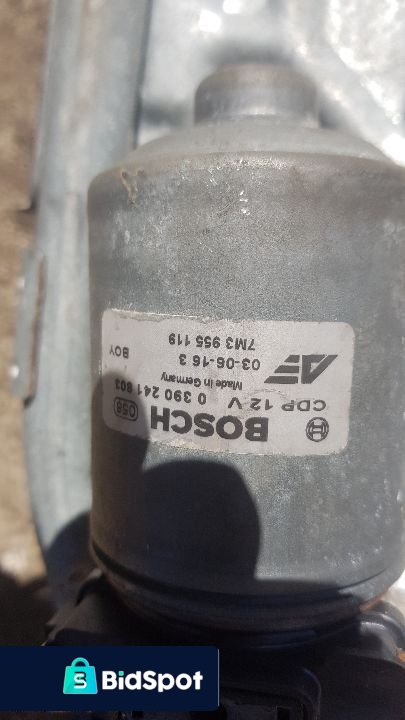 BOSCH
CDP 12 V
0 390 241 803
056
Made in Germany
03-06-16 3
BOY
7M3 955 119
BidSpot